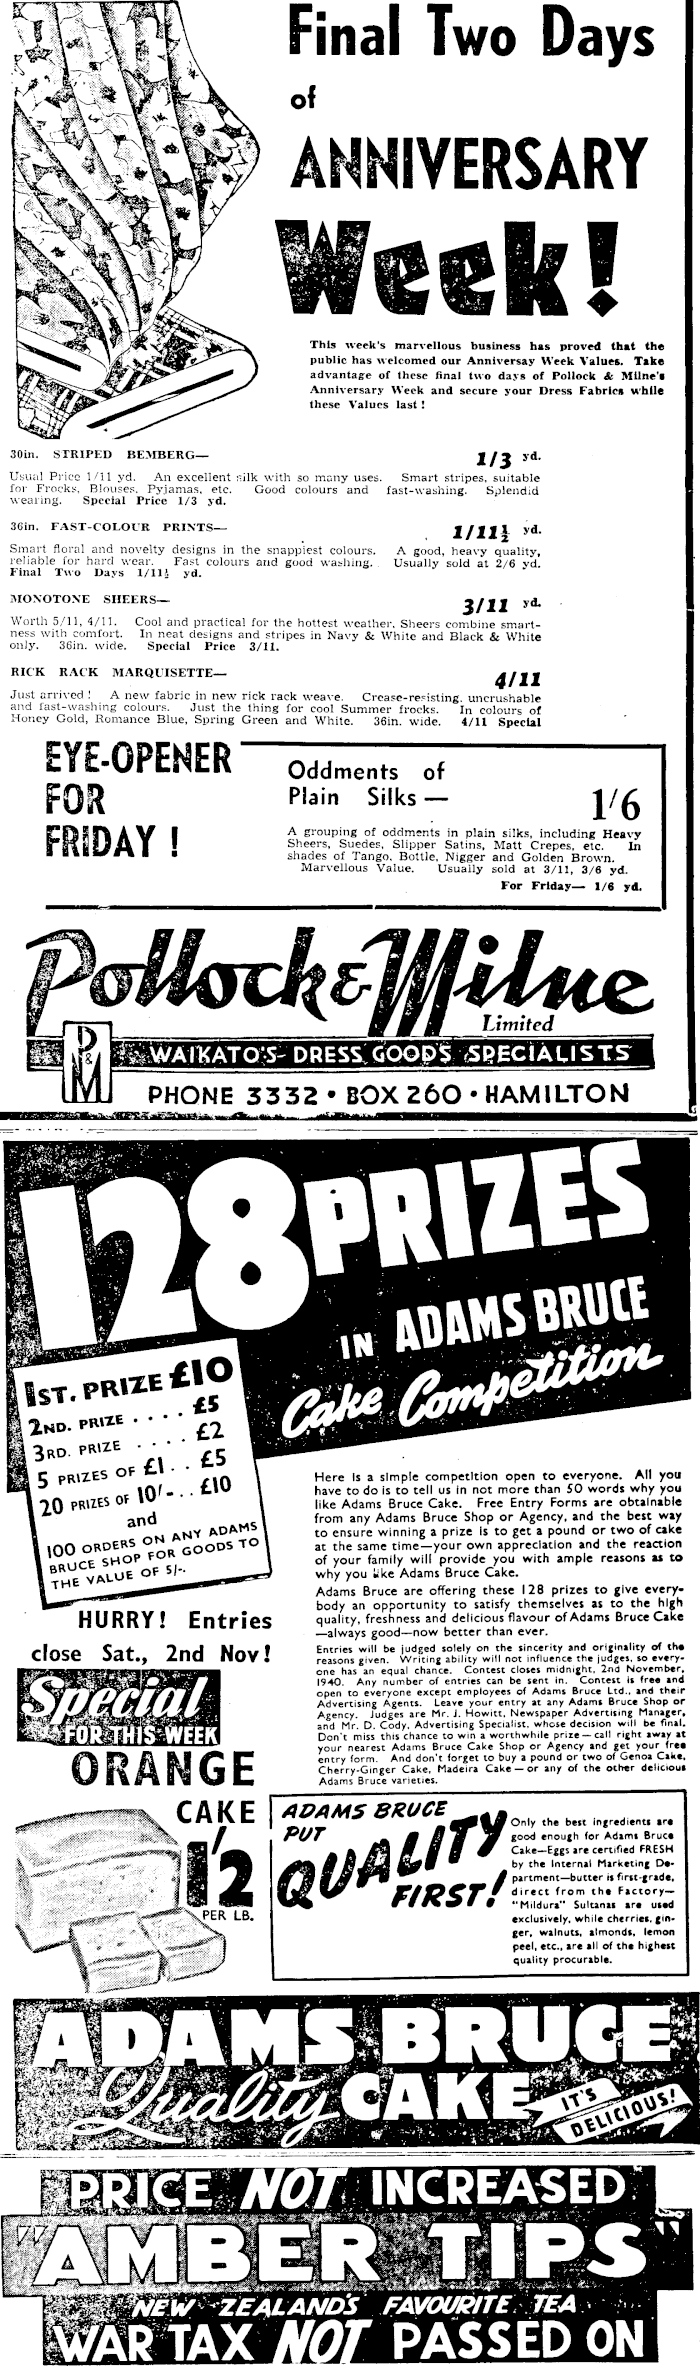 Final Two Days
of
ANNIVERSARY
Week!
This week's marvellous business has proved that the
public has welcomed our Anniversay Week Values. Take
advantage of these final two days of Pollock & Milne's
Anniversary Week and secure your Dress Fabrics while
these Values last!
30in. STRIPED BEMBERG—
1/3 yd.
Usual Price 1/11 yd. An excellent silk with so many uses. Smart stripes, suitable
for Frocks, Blouses, Pyjamas, etc. Good colours and fast-washing. Splendid
wearing. Special Price 1/3 yd.
36in. FAST-COLOUR PRINTS—
1/11½ yd.
Smart floral and novelty designs in the snappiest colours. A good, heavy quality,
reliable for hard wear. Fast colours and good washing. Usually sold at 2/6 yd.
Final Two Days 1/11½ yd.
MONOTONE SHEERS—
3/11 yd.
Worth 5/11, 4/11. Cool and practical for the hottest weather, Sheers combine smart-
ness with comfort. In neat designs and stripes in Navy & White and Black & White
only. 36in. wide. Special Price 3/11.
RICK RACK MARQUISETTE—
4/11
Just arrived! A new fabric in new rick rack weave. Crease-resisting, uncrushable
and fast-washing colours. Just the thing for cool Summer frocks. In colours of
Honey Gold, Romance Blue, Spring Green and White. 36in. wide. 4/11 Special
EYE-OPENER
FOR
FRIDAY!
Oddments of
Plain Silks—
1/6
A grouping of oddments in plain silks, including Heavy
Sheers, Suedes, Slipper Satins, Matt Crepes, etc. In
shades of Tango, Bottle, Nigger and Golden Brown.
Marvellous Value. Usually sold at 3/11, 3/6 yd.
For Friday— 1/6 yd.
Pollock & Milne
Limited
P & M
WAIKATO'S DRESS GOODS SPECIALISTS
PHONE 3332 • BOX 260 • HAMILTON
128 PRIZES
IN ADAMS BRUCE
Cake Competition
1ST. PRIZE £10
2ND. PRIZE . . . . £5
3RD. PRIZE . . . . £2
5 PRIZES OF £1 . . £5
20 PRIZES OF 10/- . . £10
and
100 ORDERS ON ANY ADAMS
BRUCE SHOP FOR GOODS TO
THE VALUE OF 5/-.
HURRY! Entries
close Sat., 2nd Nov!
Here is a simple competition open to everyone. All you
have to do is to tell us in not more than 50 words why you
like Adams Bruce Cake. Free Entry Forms are obtainable
from any Adams Bruce Shop or Agency, and the best way
to ensure winning a prize is to get a pound or two of cake
at the same time—your own appreciation and the reaction
of your family will provide you with ample reasons as to
why you like Adams Bruce Cake.
Adams Bruce are offering these 128 prizes to give every-
body an opportunity to satisfy themselves as to the high
quality, freshness and delicious flavour of Adams Bruce Cake
—always good—now better than ever.
Entries will be judged solely on the sincerity and originality of the
reasons given. Writing ability will not influence the judges, so every-
one has an equal chance. Contest closes midnight, 2nd November,
1940. Any number of entries can be sent in. Contest is free and
open to everyone except employees of Adams Bruce Ltd., and their
Advertising Agents. Leave your entry at any Adams Bruce Shop or
Agency. Judges are Mr. J. Howitt, Newspaper Advertising Manager,
and Mr. D. Cody, Advertising Specialist, whose decision will be final.
Don't miss this chance to win a worthwhile prize—call right away at
your nearest Adams Bruce Cake Shop or Agency and get your free
entry form. And don't forget to buy a pound or two of Genoa Cake,
Cherry-Ginger Cake, Madeira Cake—or any of the other delicious
Adams Bruce varieties.
Special
FOR THIS WEEK
ORANGE
CAKE
1/2
PER LB.
ADAMS BRUCE
PUT
QUALITY
FIRST!
Only the best ingredients are
good enough for Adams Bruce
Cake—Eggs are certified FRESH
by the Internal Marketing De-
partment—butter is first-grade,
direct from the Factory—
"Mildura" Sultanas are used
exclusively, while cherries, gin-
ger, walnuts, almonds, lemon
peel, etc., are all of the highest
quality procurable.
ADAMS BRUCE
Quality CAKE
IT'S
DELICIOUS!
PRICE NOT INCREASED
"AMBER TIPS"
NEW ZEALAND'S FAVOURITE TEA
WAR TAX NOT PASSED ON